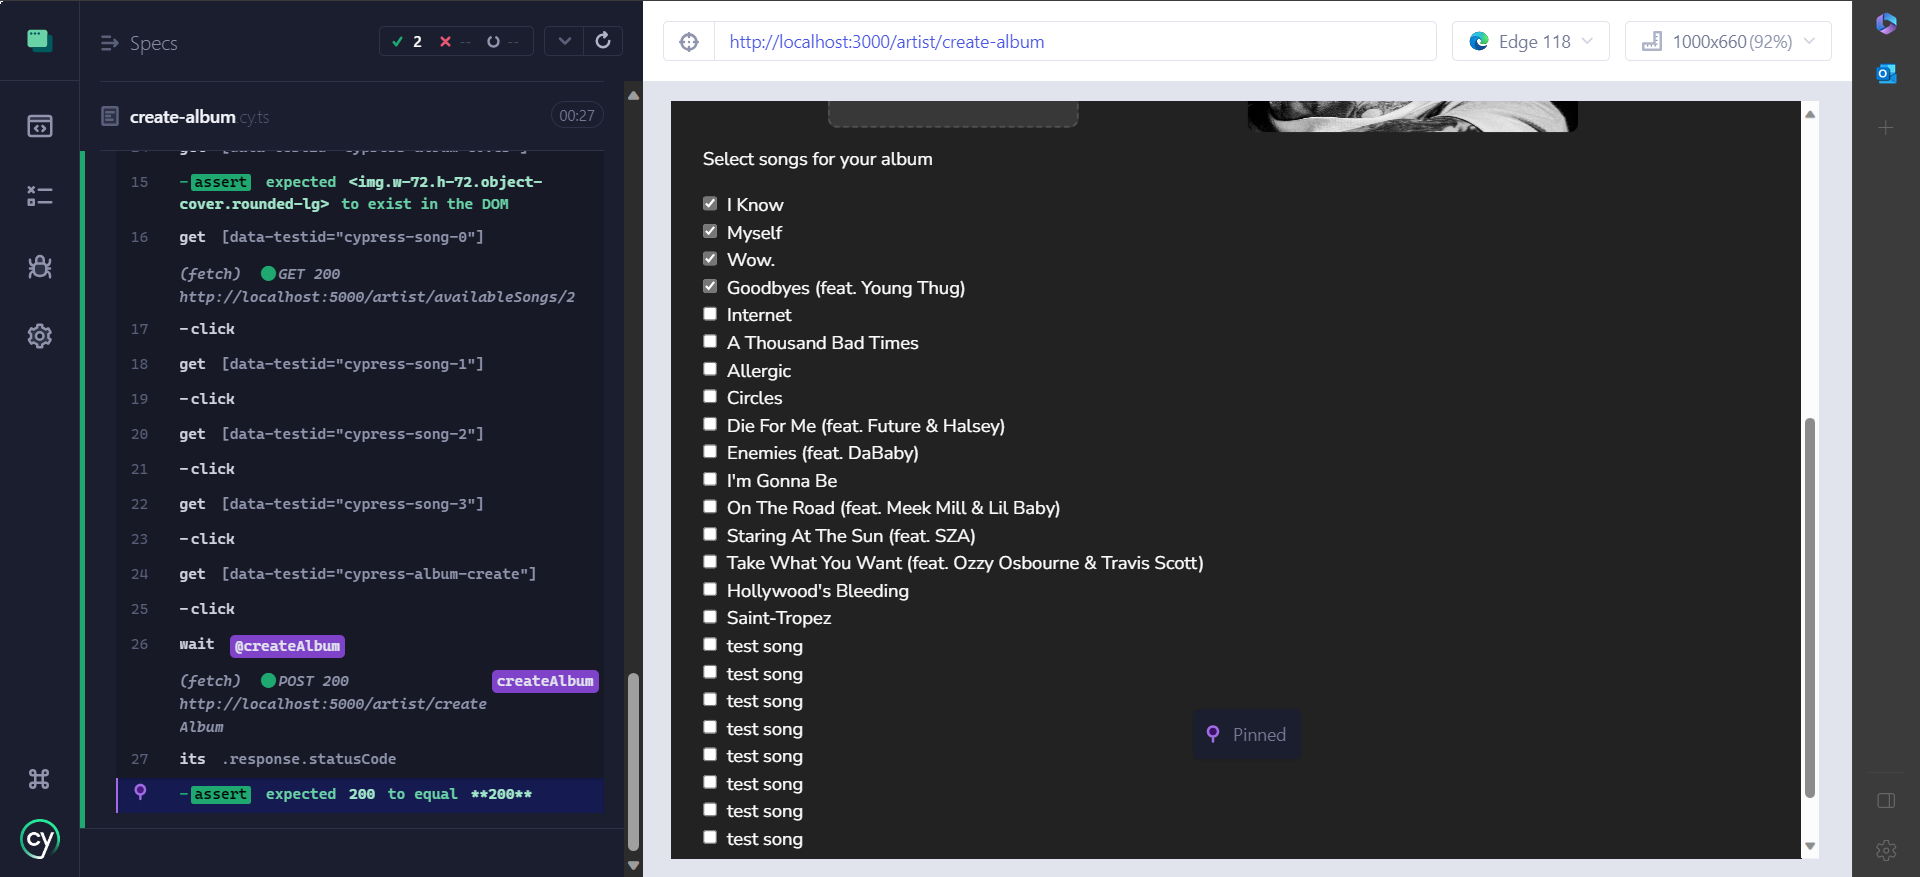 Specs
2
--
--
create-album cy.ts
00:27
15 -assert expected <img.w-72.h-72.object-
cover.rounded-lg> to exist in the DOM
16 get [data-testid="cypress-song-0"]
(fetch) GET 200
http://localhost:5000/artist/availableSongs/2
17 -click
18 get [data-testid="cypress-song-1"]
19 -click
20 get [data-testid="cypress-song-2"]
21 -click
22 get [data-testid="cypress-song-3"]
23 -click
24 get [data-testid="cypress-album-create"]
25 -click
26 wait @createAlbum
(fetch) POST 200 createAlbum
http://localhost:5000/artist/create
Album
27 its .response.statusCode
-assert expected 200 to equal **200**
cy
http://localhost:3000/artist/create-album
Edge 118
1000x660 (92%)
Select songs for your album
I Know
Myself
Wow.
Goodbyes (feat. Young Thug)
Internet
A Thousand Bad Times
Allergic
Circles
Die For Me (feat. Future & Halsey)
Enemies (feat. DaBaby)
I'm Gonna Be
On The Road (feat. Meek Mill & Lil Baby)
Staring At The Sun (feat. SZA)
Take What You Want (feat. Ozzy Osbourne & Travis Scott)
Hollywood's Bleeding
Saint-Tropez
test song
test song
test song
test song
test song
test song
test song
test song
Pinned